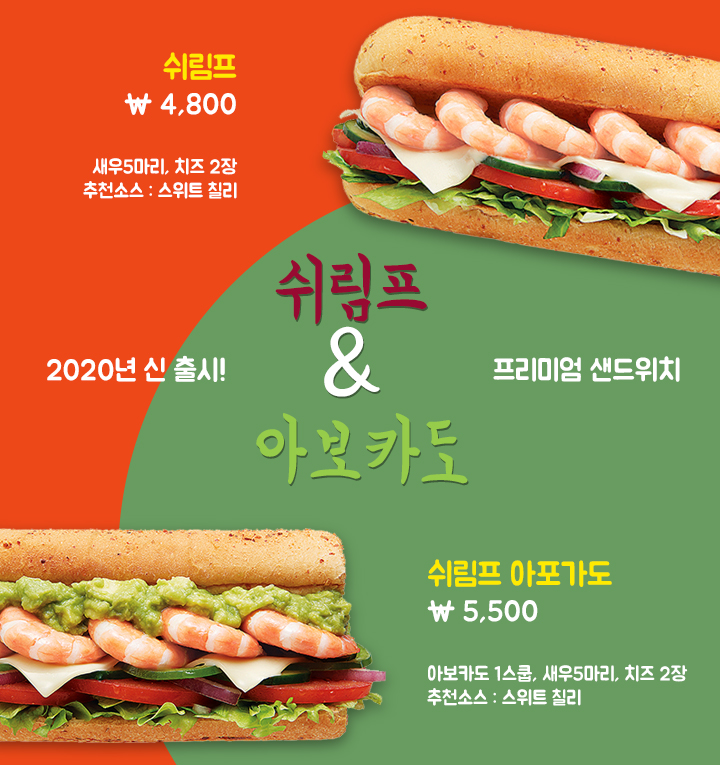 쉬림프
₩ 4,800
새우5마리, 치즈 2장
추천소스 : 스위트 칠리
쉬림프
&
아보카도
2020년 신 출시!
프리미엄 샌드위치
쉬림프 아포가도
₩ 5,500
아보카도 1스쿱, 새우5마리, 치즈 2장
추천소스 : 스위트 칠리